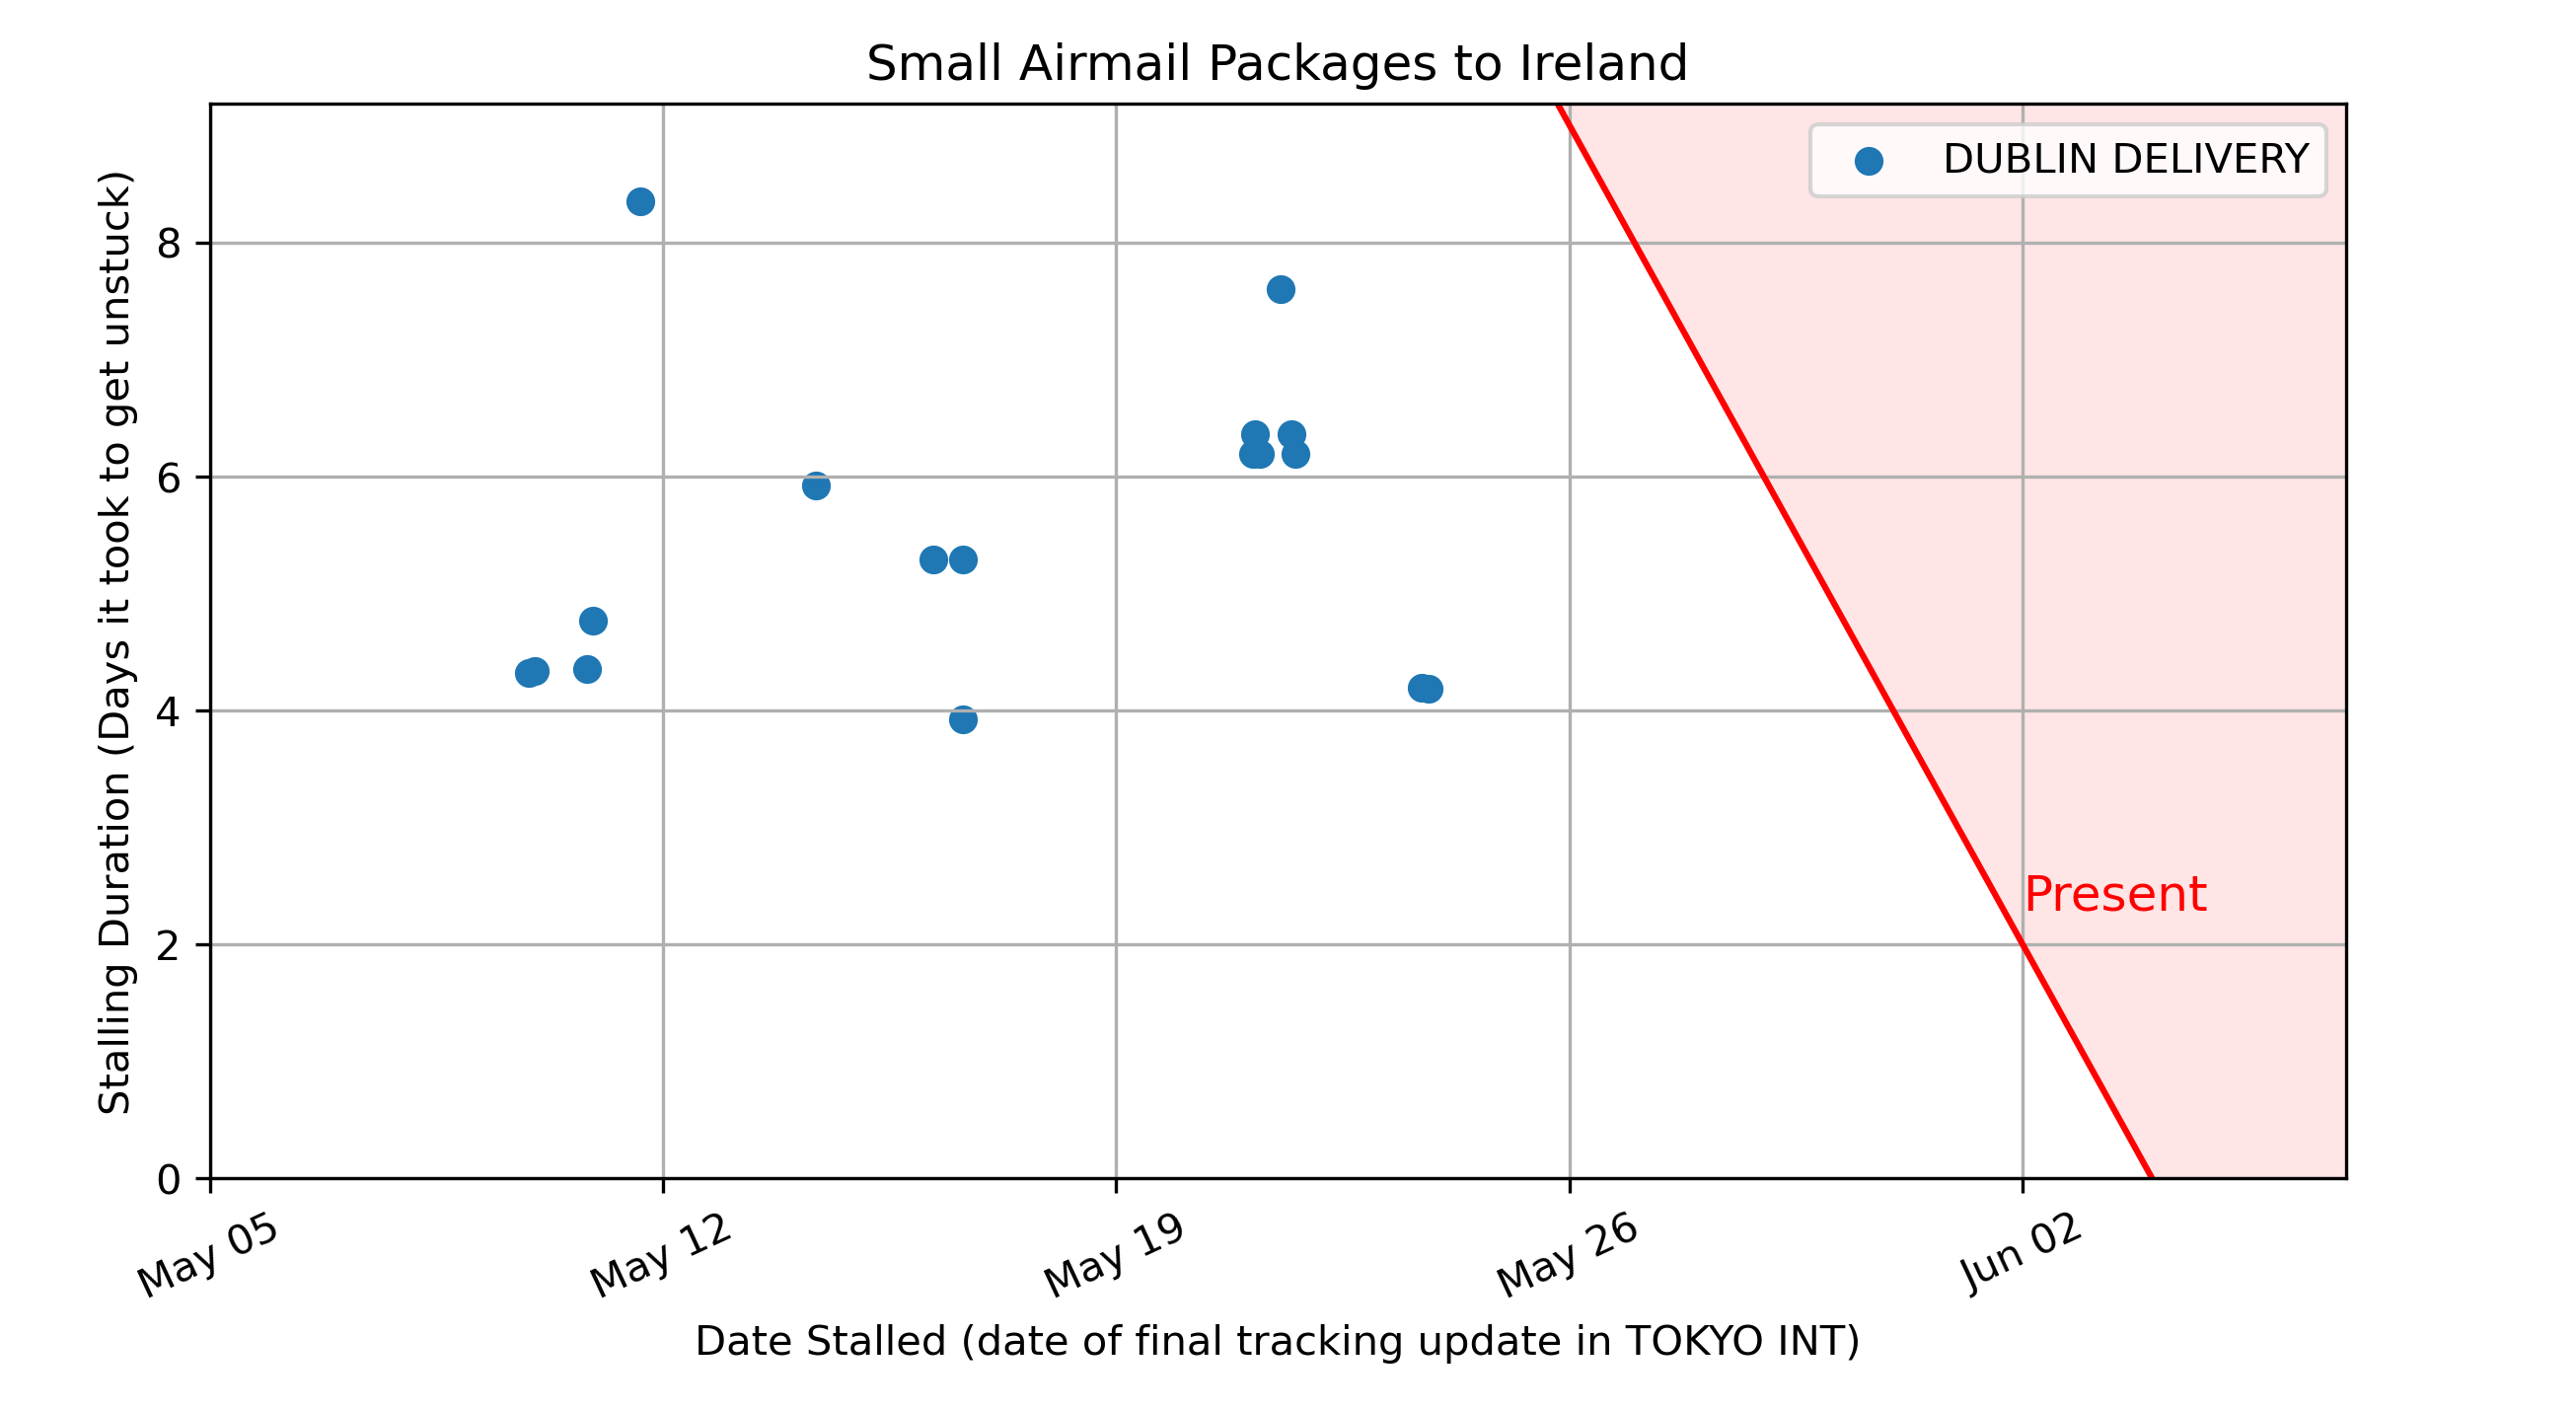 Small Airmail Packages to Ireland
DUBLIN DELIVERY
Stalling Duration (Days it took to get unstuck)
8
6
4
2
0
Present
May 05
May 12
May 19
May 26
Jun 02
Date Stalled (date of final tracking update in TOKYO INT)